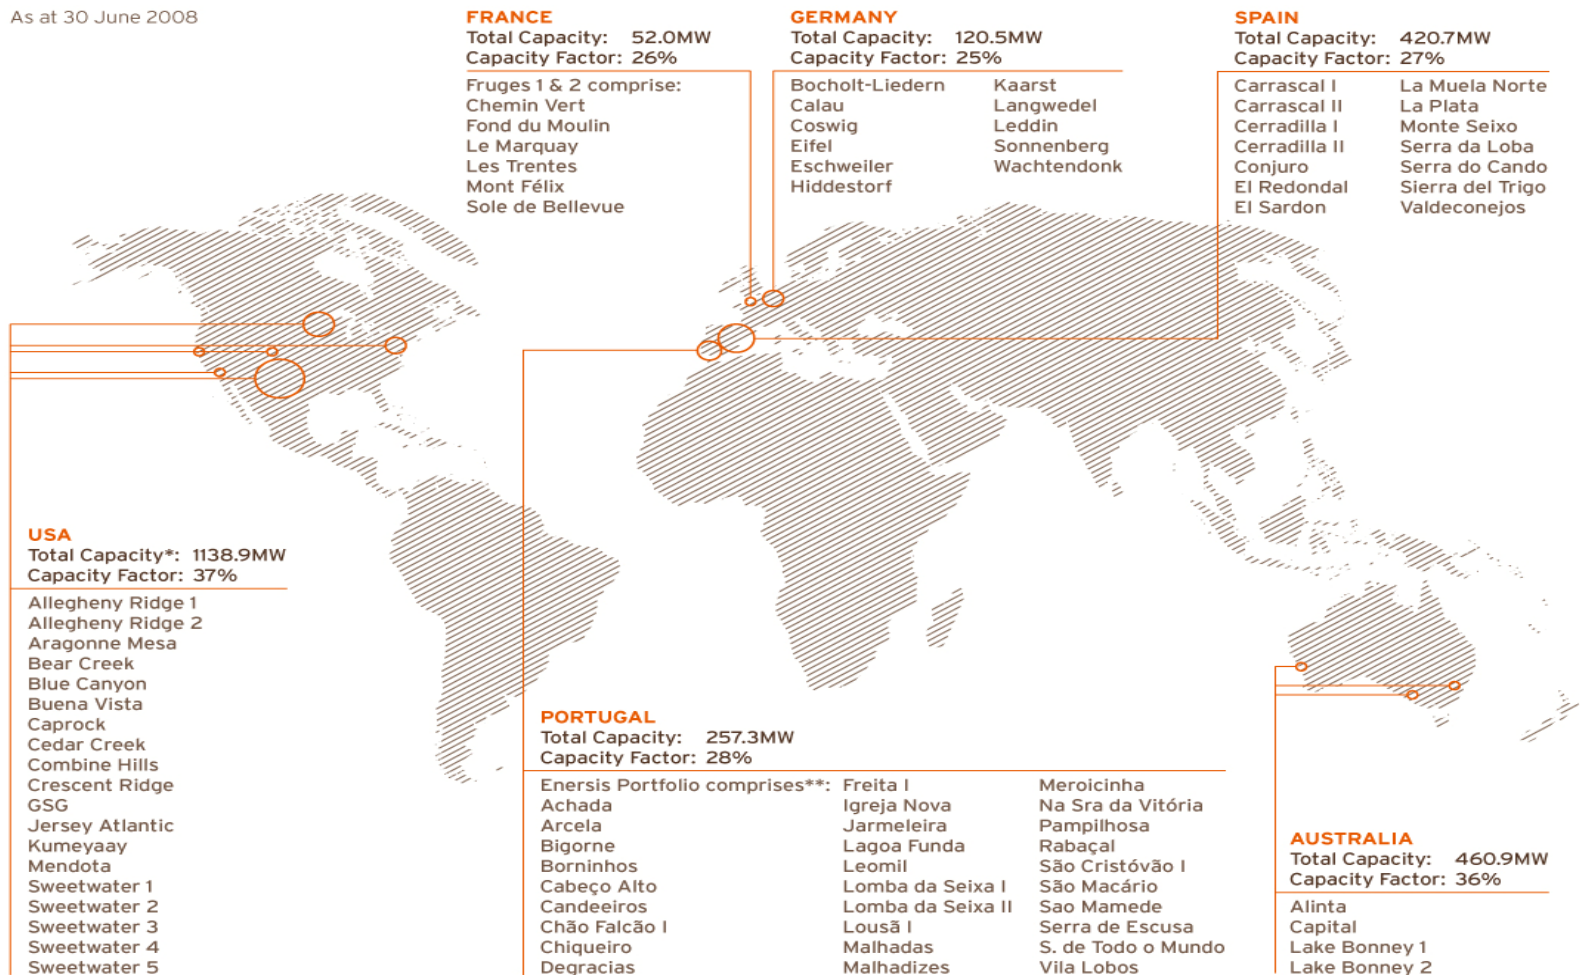 As at 30 June 2008
FRANCE
Total Capacity: 52.0MW
Capacity Factor: 26%
Fruges 1 & 2 comprise:
Chemin Vert
Fond du Moulin
Le Marquay
Les Trentes
Mont Félix
Sole de Bellevue
GERMANY
Total Capacity: 120.5MW
Capacity Factor: 25%
Bocholt-Liedern
Calau
Coswig
Eifel
Eschweiler
Hiddestorf
Kaarst
Langwedel
Leddin
Sonnenberg
Wachtendonk
SPAIN
Total Capacity: 420.7MW
Capacity Factor: 27%
Carrascal I
Carrascal II
Cerradilla I
Cerradilla II
Conjuro
El Redondal
El Sardon
La Muela Norte
La Plata
Monte Seixo
Serra da Loba
Serra do Cando
Sierra del Trigo
Valdeconejos
USA
Total Capacity*: 1138.9MW
Capacity Factor: 37%
Allegheny Ridge 1
Allegheny Ridge 2
Aragonne Mesa
Bear Creek
Blue Canyon
Buena Vista
Caprock
Cedar Creek
Combine Hills
Crescent Ridge
GSG
Jersey Atlantic
Kumeyaay
Mendota
Sweetwater 1
Sweetwater 2
Sweetwater 3
Sweetwater 4
Sweetwater 5
PORTUGAL
Total Capacity: 257.3MW
Capacity Factor: 28%
Enersis Portfolio comprises**:
Achada
Arcela
Bigorne
Borninhos
Cabeço Alto
Candeeiros
Chão Falcão I
Chiqueiro
Degracias
Freita I
Igreja Nova
Jarmeleira
Lagoa Funda
Leomil
Lomba da Seixa I
Lomba da Seixa II
Lousã I
Malhadas
Malhadizes
Meroicinha
Na Sra da Vitória
Pampilhosa
Rabaçal
São Cristóvão I
São Macário
Sao Mamede
Serra de Escusa
S. de Todo o Mundo
Vila Lobos
AUSTRALIA
Total Capacity: 460.9MW
Capacity Factor: 36%
Alinta
Capital
Lake Bonney 1
Lake Bonney 2